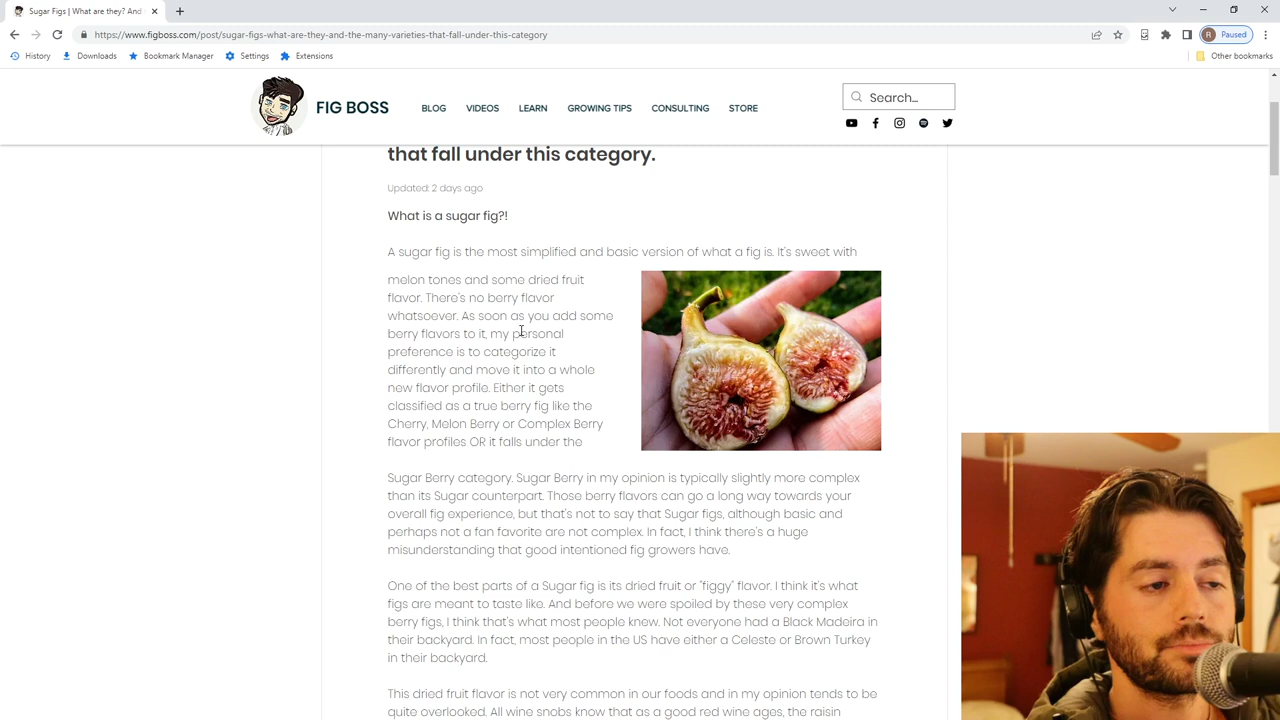 Sugar Figs | What are they? And
https://www.figboss.com/post/sugar-figs-what-are-they-and-the-many-varieties-that-fall-under-this-category
R Paused
History Downloads Bookmark Manager Settings Extensions Other bookmarks
FIG BOSS BLOG VIDEOS LEARN GROWING TIPS CONSULTING STORE Search...
that fall under this category.
Updated: 2 days ago
What is a sugar fig?!
A sugar fig is the most simplified and basic version of what a fig is. It's sweet with
melon tones and some dried fruit
flavor. There's no berry flavor
whatsoever. As soon as you add some
berry flavors to it, my personal
preference is to categorize it
differently and move it into a whole
new flavor profile. Either it gets
classified as a true berry fig like the
Cherry, Melon Berry or Complex Berry
flavor profiles OR it falls under the
Sugar Berry category. Sugar Berry in my opinion is typically slightly more complex
than its Sugar counterpart. Those berry flavors can go a long way towards your
overall fig experience, but that's not to say that Sugar figs, although basic and
perhaps not a fan favorite are not complex. In fact, I think there's a huge
misunderstanding that good intentioned fig growers have.
One of the best parts of a Sugar fig is its dried fruit or "figgy" flavor. I think it's what
figs are meant to taste like. And before we were spoiled by these very complex
berry figs, I think that's what most people knew. Not everyone had a Black Madeira in
their backyard. In fact, most people in the US have either a Celeste or Brown Turkey
in their backyard.
This dried fruit flavor is not very common in our foods and in my opinion tends to be
quite overlooked. All wine snobs know that as a good red wine ages, the raisin